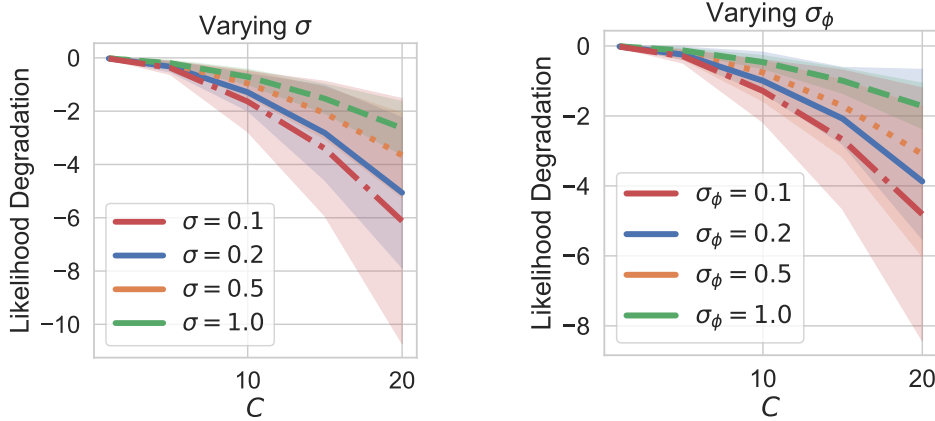 Varying σ
Likelihood Degradation
0
−2
−4
−6
−8
−10
σ = 0.1
σ = 0.2
σ = 0.5
σ = 1.0
10
20
C
Varying σ_ϕ
Likelihood Degradation
0
−2
−4
−6
−8
σ_ϕ = 0.1
σ_ϕ = 0.2
σ_ϕ = 0.5
σ_ϕ = 1.0
10
20
C